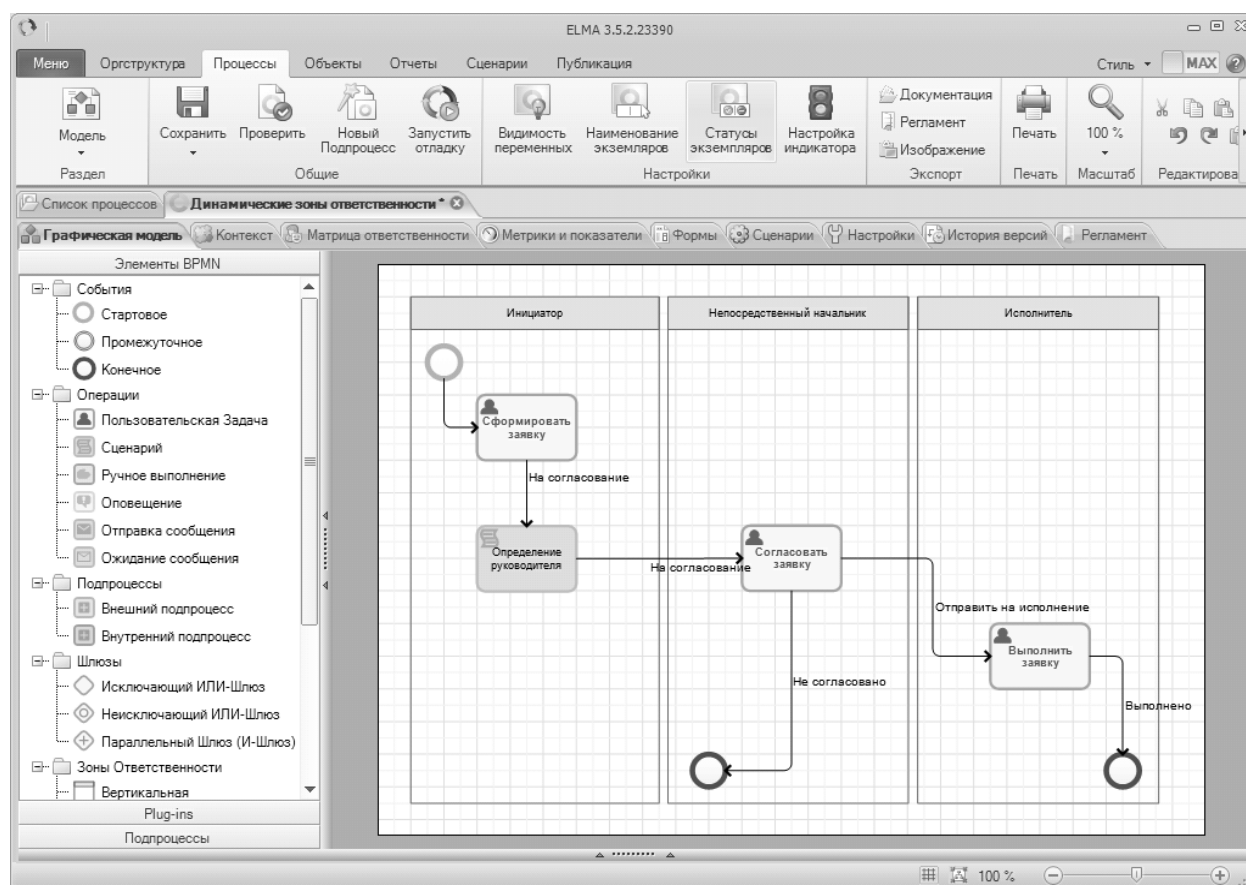 ELMA 3.5.2.23390
Меню Оргструктура Процессы Объекты Отчеты Сценарии Публикация Стиль MAX
Модель Сохранить Проверить Новый Подпроцесс Запустить отладку Видимость переменных Наименование экземляров Статусы экземпляров Настройка индикатора Документация Регламент Изображение Печать 100 %
Раздел Общие Настройки Экспорт Печать Масштаб Редактирова
Список процессов Динамические зоны ответственности *
Графическая модель Контекст Матрица ответственности Метрики и показатели Формы Сценарии Настройки История версий Регламент
Элементы BPMN
События
Стартовое
Промежуточное
Конечное
Операции
Пользовательская Задача
Сценарий
Ручное выполнение
Оповещение
Отправка сообщения
Ожидание сообщения
Подпроцессы
Внешний подпроцесс
Внутренний подпроцесс
Шлюзы
Исключающий ИЛИ-Шлюз
Неисключающий ИЛИ-Шлюз
Параллельный Шлюз (И-Шлюз)
Зоны Ответственности
Вертикальная
Plug-ins
Подпроцессы
Инициатор Непосредственный начальник Исполнитель
Сформировать
заявку
На согласование
Определение
руководителя
На согласование
Согласовать
заявку
Отправить на исполнение
Выполнить
заявку
Не согласовано
Выполнено
100 %